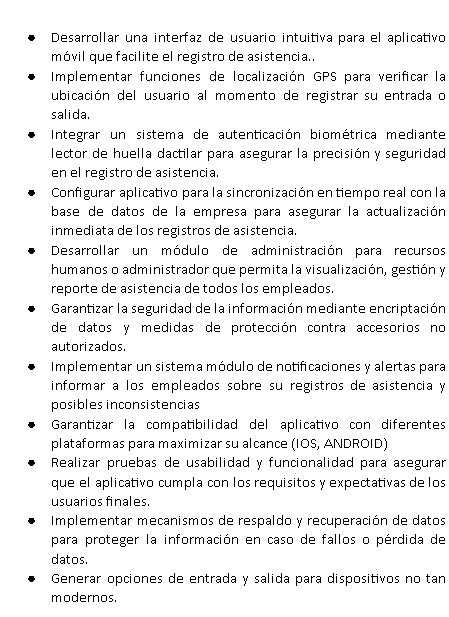 ● Desarrollar una interfaz de usuario intuitiva para el aplicativo
móvil que facilite el registro de asistencia..
● Implementar funciones de localización GPS para verificar la
ubicación del usuario al momento de registrar su entrada o
salida.
● Integrar un sistema de autenticación biométrica mediante
lector de huella dactilar para asegurar la precisión y seguridad
en el registro de asistencia.
● Configurar aplicativo para la sincronización en tiempo real con la
base de datos de la empresa para asegurar la actualización
inmediata de los registros de asistencia.
● Desarrollar un módulo de administración para recursos
humanos o administrador que permita la visualización, gestión y
reporte de asistencia de todos los empleados.
● Garantizar la seguridad de la información mediante encriptación
de datos y medidas de protección contra accesorios no
autorizados.
● Implementar un sistema módulo de notificaciones y alertas para
informar a los empleados sobre su registros de asistencia y
posibles inconsistencias
● Garantizar la compatibilidad del aplicativo con diferentes
plataformas para maximizar su alcance (IOS, ANDROID)
● Realizar pruebas de usabilidad y funcionalidad para asegurar
que el aplicativo cumpla con los requisitos y expectativas de los
usuarios finales.
● Implementar mecanismos de respaldo y recuperación de datos
para proteger la información en caso de fallos o pérdida de
datos.
● Generar opciones de entrada y salida para dispositivos no tan
modernos.